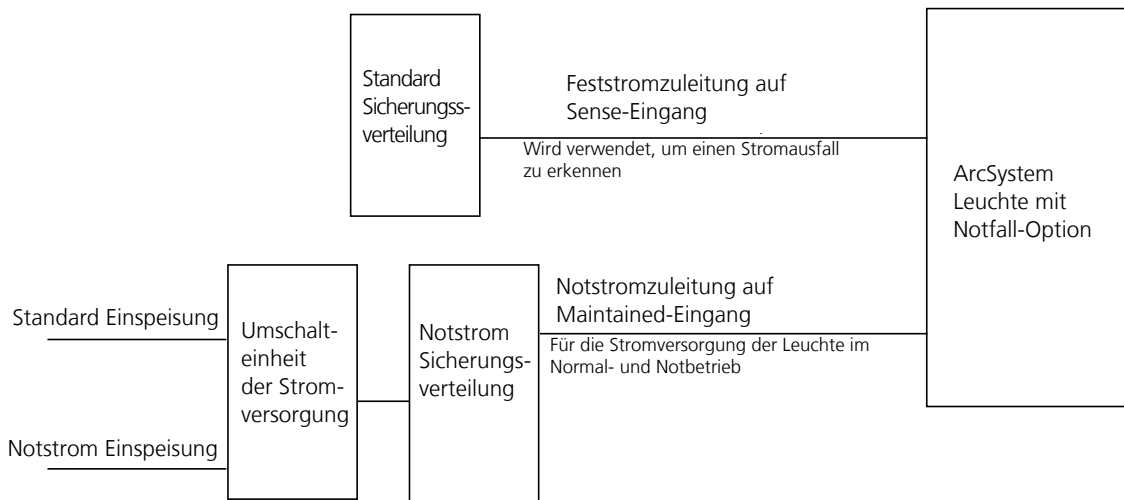 Standard
Sicherungss-
verteilung
Feststromzuleitung auf
Sense-Eingang
Wird verwendet, um einen Stromausfall
zu erkennen
ArcSystem
Leuchte mit
Notfall-Option
Standard Einspeisung
Notstrom Einspeisung
Umschalt-
einheit
der Strom-
versorgung
Notstrom
Sicherungs-
verteilung
Notstromzuleitung auf
Maintained-Eingang
Für die Stromversorgung der Leuchte im
Normal- und Notbetrieb